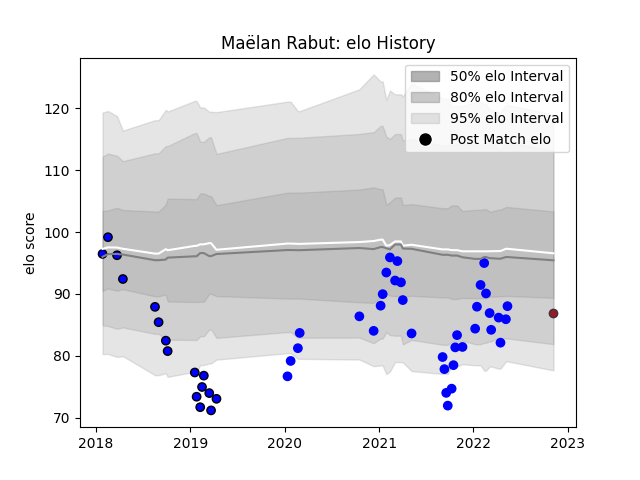 Maëlan Rabut: elo History
50% elo Interval
80% elo Interval
95% elo Interval
Post Match elo
elo score
120
110
100
90
80
70
2018
2019
2020
2021
2022
2023